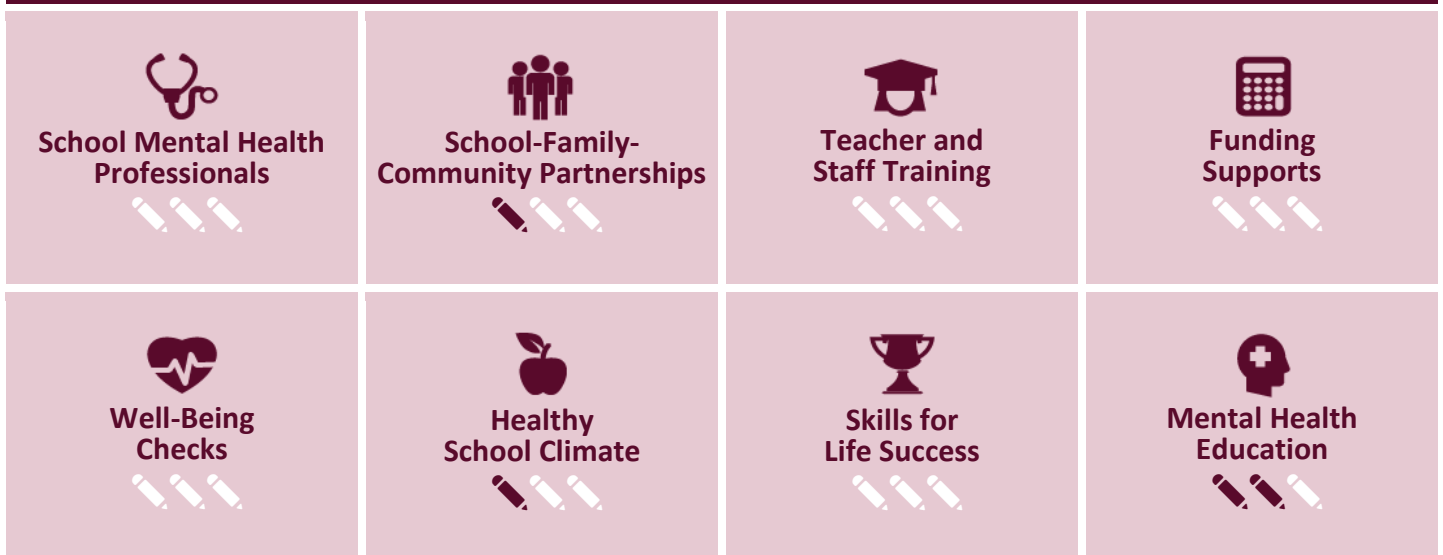 School Mental Health
Professionals
School-Family-
Community Partnerships
Teacher and
Staff Training
Funding
Supports
Well-Being
Checks
Healthy
School Climate
Skills for
Life Success
Mental Health
Education